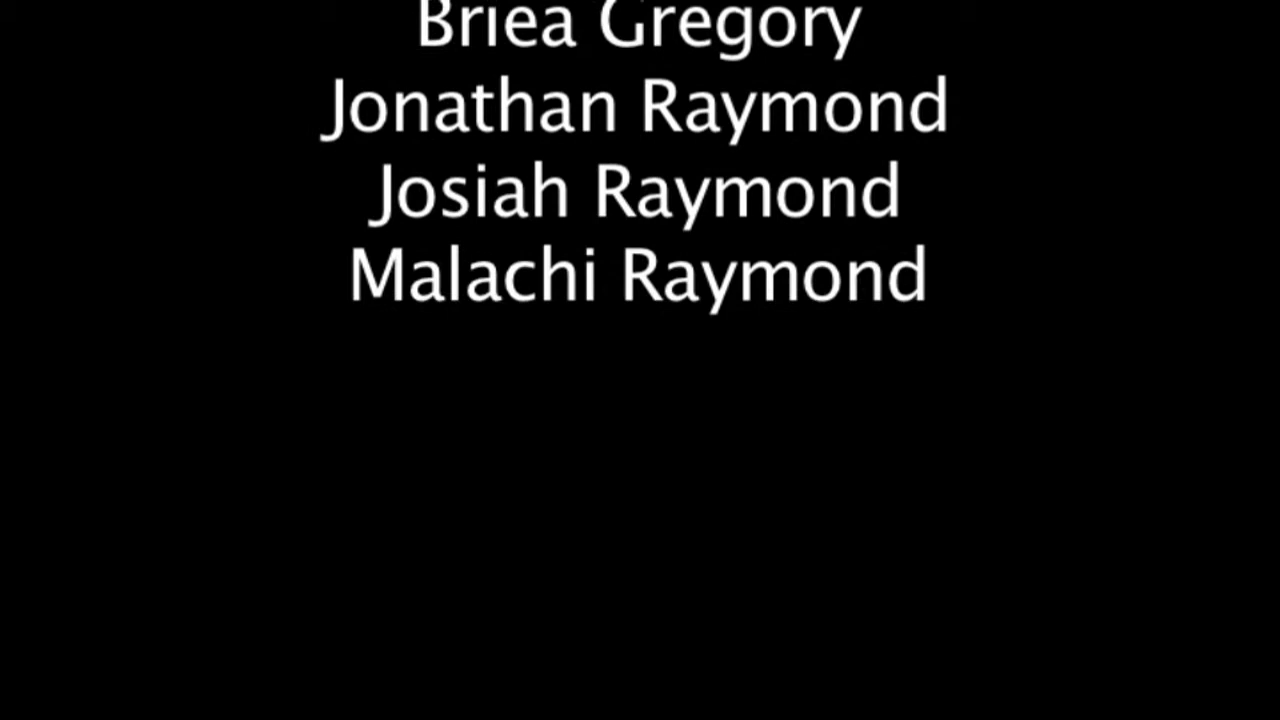 Briea Gregory
Jonathan Raymond
Josiah Raymond
Malachi Raymond